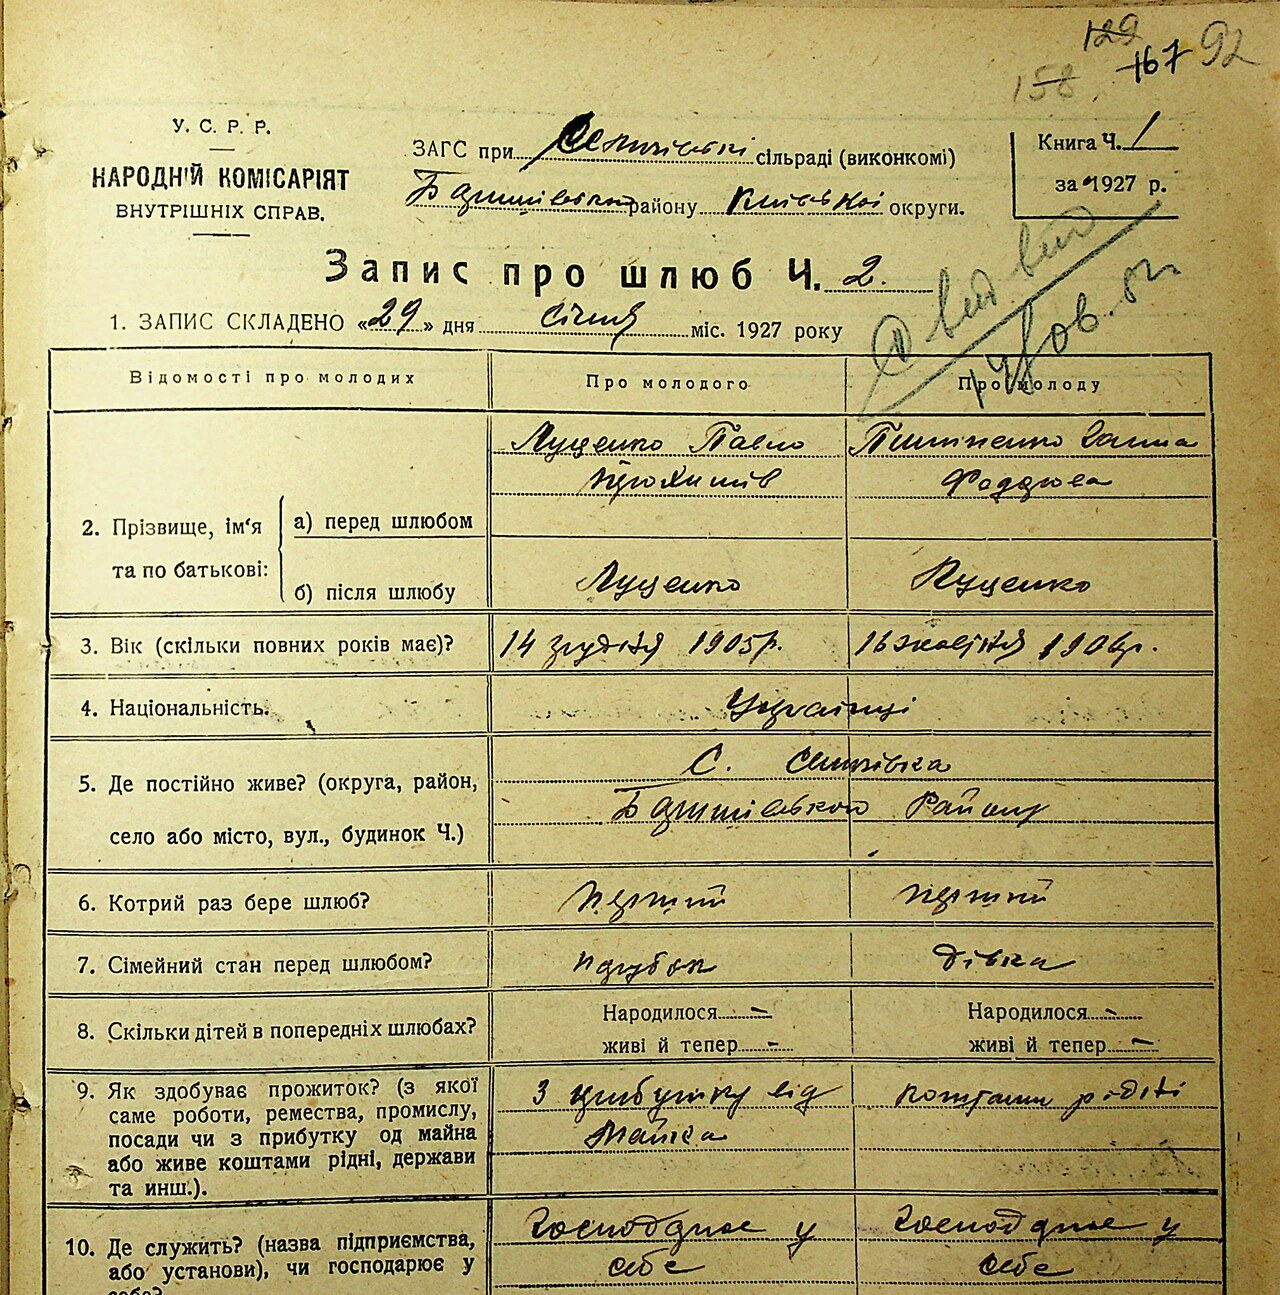 129
158 167 92
У. С. Р. Р.
НАРОДНІЙ КОМІСАРІЯТ
ВНУТРІШНІХ СПРАВ.
ЗАГС при Сеньківські сільраді (виконкомі)
району Київської округи.
Книга Ч. 1
за 1927 р.
Запис про шлюб Ч. 2.
1. ЗАПИС СКЛАДЕНО «29» дня січня міс. 1927 року
Відомості про молодих
Про молодого
Про молоду
2. Прізвище, ім'я та по батькові:
а) перед шлюбом
Луценко Павло
Ганна
б) після шлюбу
Луценко
Луценко
3. Вік (скільки повних років має)?
14 грудня 1905 р.
16 жовтня 1906 р.
4. Національність.
Українці
5. Де постійно живе? (округа, район,
село або місто, вул., будинок Ч.)
С. Сеньківка
Району
6. Котрий раз бере шлюб?
перший
перший
7. Сімейний стан перед шлюбом?
парубок
дівка
8. Скільки дітей в попередніх шлюбах?
Народилося –
живі й тепер –
Народилося –
живі й тепер –
9. Як здобуває прожиток? (з якої
саме роботи, ремества, промислу,
посади чи з прибутку од майна
або живе коштами рідні, держави
та инш.).
З прибутку від
майна
коштами рідні
10. Де служить? (назва підприємства,
або установи), чи господарює у
себе?
Господарює у
себе
Господарює у
себе